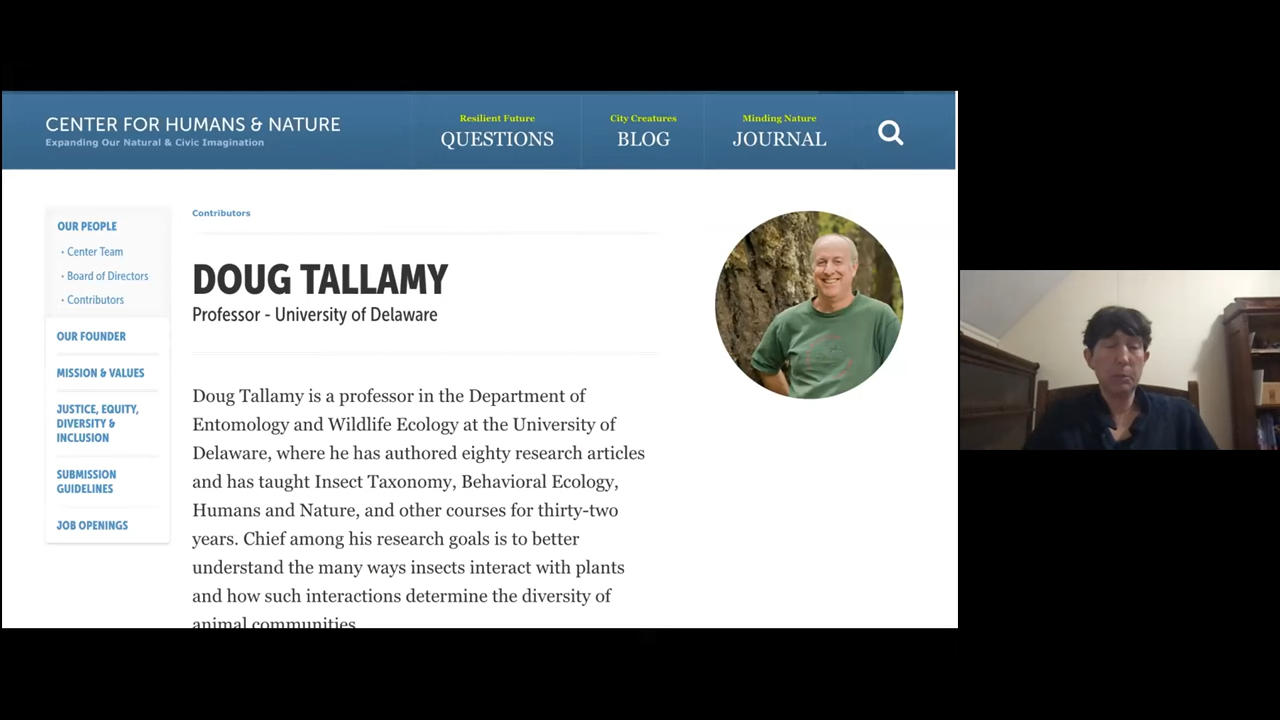 CENTER FOR HUMANS & NATURE
Expanding Our Natural & Civic Imagination
Resilient Future
QUESTIONS
City Creatures
BLOG
Minding Nature
JOURNAL
OUR PEOPLE
• Center Team
• Board of Directors
• Contributors
OUR FOUNDER
MISSION & VALUES
JUSTICE, EQUITY,
DIVERSITY &
INCLUSION
SUBMISSION
GUIDELINES
JOB OPENINGS
Contributors
DOUG TALLAMY
Professor - University of Delaware
Doug Tallamy is a professor in the Department of
Entomology and Wildlife Ecology at the University of
Delaware, where he has authored eighty research articles
and has taught Insect Taxonomy, Behavioral Ecology,
Humans and Nature, and other courses for thirty-two
years. Chief among his research goals is to better
understand the many ways insects interact with plants
and how such interactions determine the diversity of
animal communities.